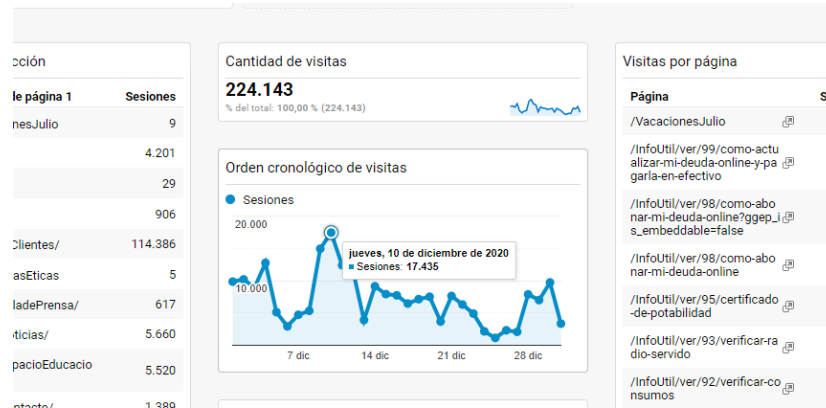 cción
de página 1 Sesiones
nesJulio 9
4.201
29
906
Clientes/ 114.386
asEticas 5
ladePrensa/ 617
oticias/ 5.660
pacioEducacio 5.520
ntacto/ 1.389
Cantidad de visitas
224.143
% del total: 100,00 % (224.143)
Orden cronológico de visitas
Sesiones
20.000
10.000
jueves, 10 de diciembre de 2020
Sesiones: 17.435
7 dic 14 dic 21 dic 28 dic
Visitas por página
Página S
/VacacionesJulio
/InfoUtil/ver/99/como-actu
alizar-mi-deuda-online-y-pa
garla-en-efectivo
/InfoUtil/ver/98/como-abo
nar-mi-deuda-online?ggep_i
s_embeddable=false
/InfoUtil/ver/98/como-abo
nar-mi-deuda-online
/InfoUtil/ver/95/certificado
-de-potabilidad
/InfoUtil/ver/93/verificar-ra
dio-servido
/InfoUtil/ver/92/verificar-co
nsumos